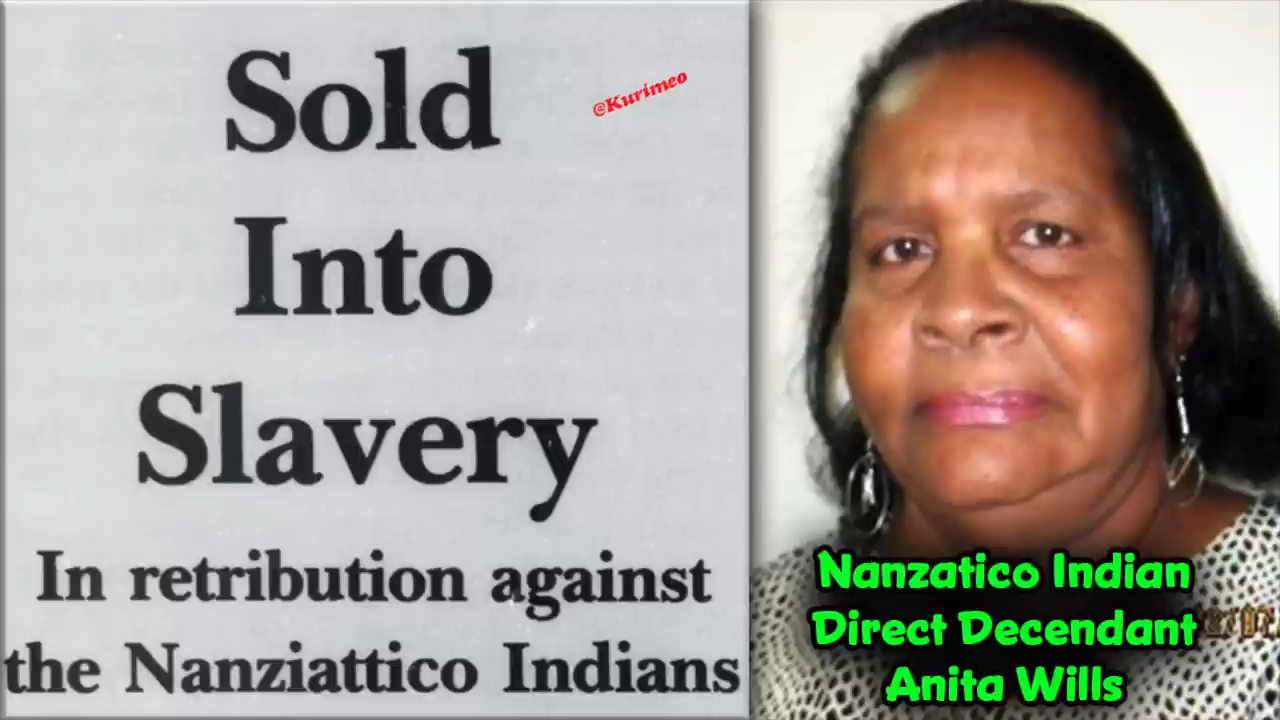 Sold
@Kurimeo
Into
Slavery
In retribution against
the Nanziattico Indians
Nanzatico Indian
Direct Decendant
Anita Wills